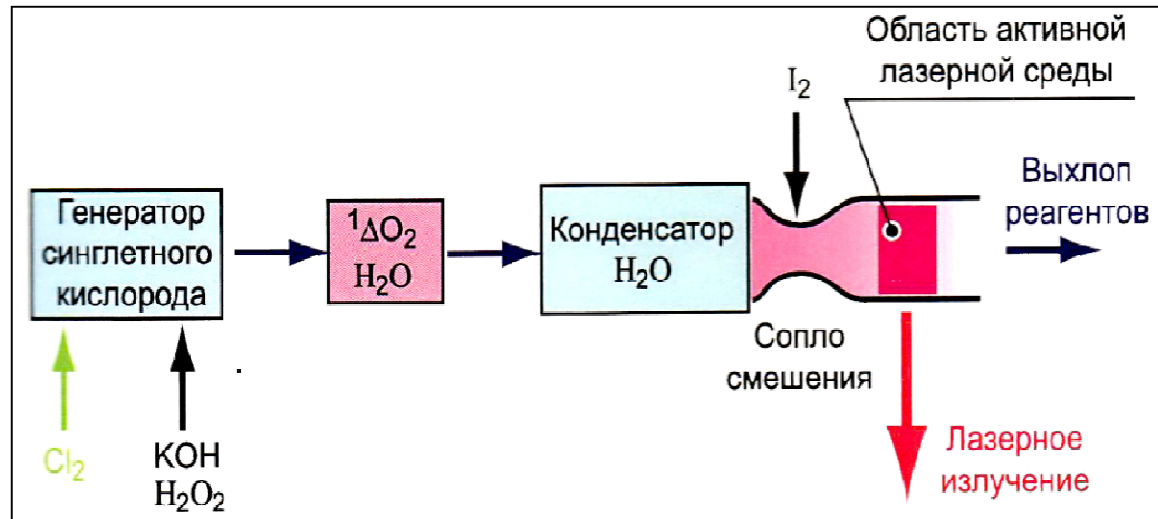 Область активной
лазерной среды
I₂
Выхлоп
реагентов
Генератор
синглетного
кислорода
¹ΔO₂
H₂O
Конденсатор
H₂O
Сопло
смешения
Cl₂
KOH
H₂O₂
Лазерное
излучение